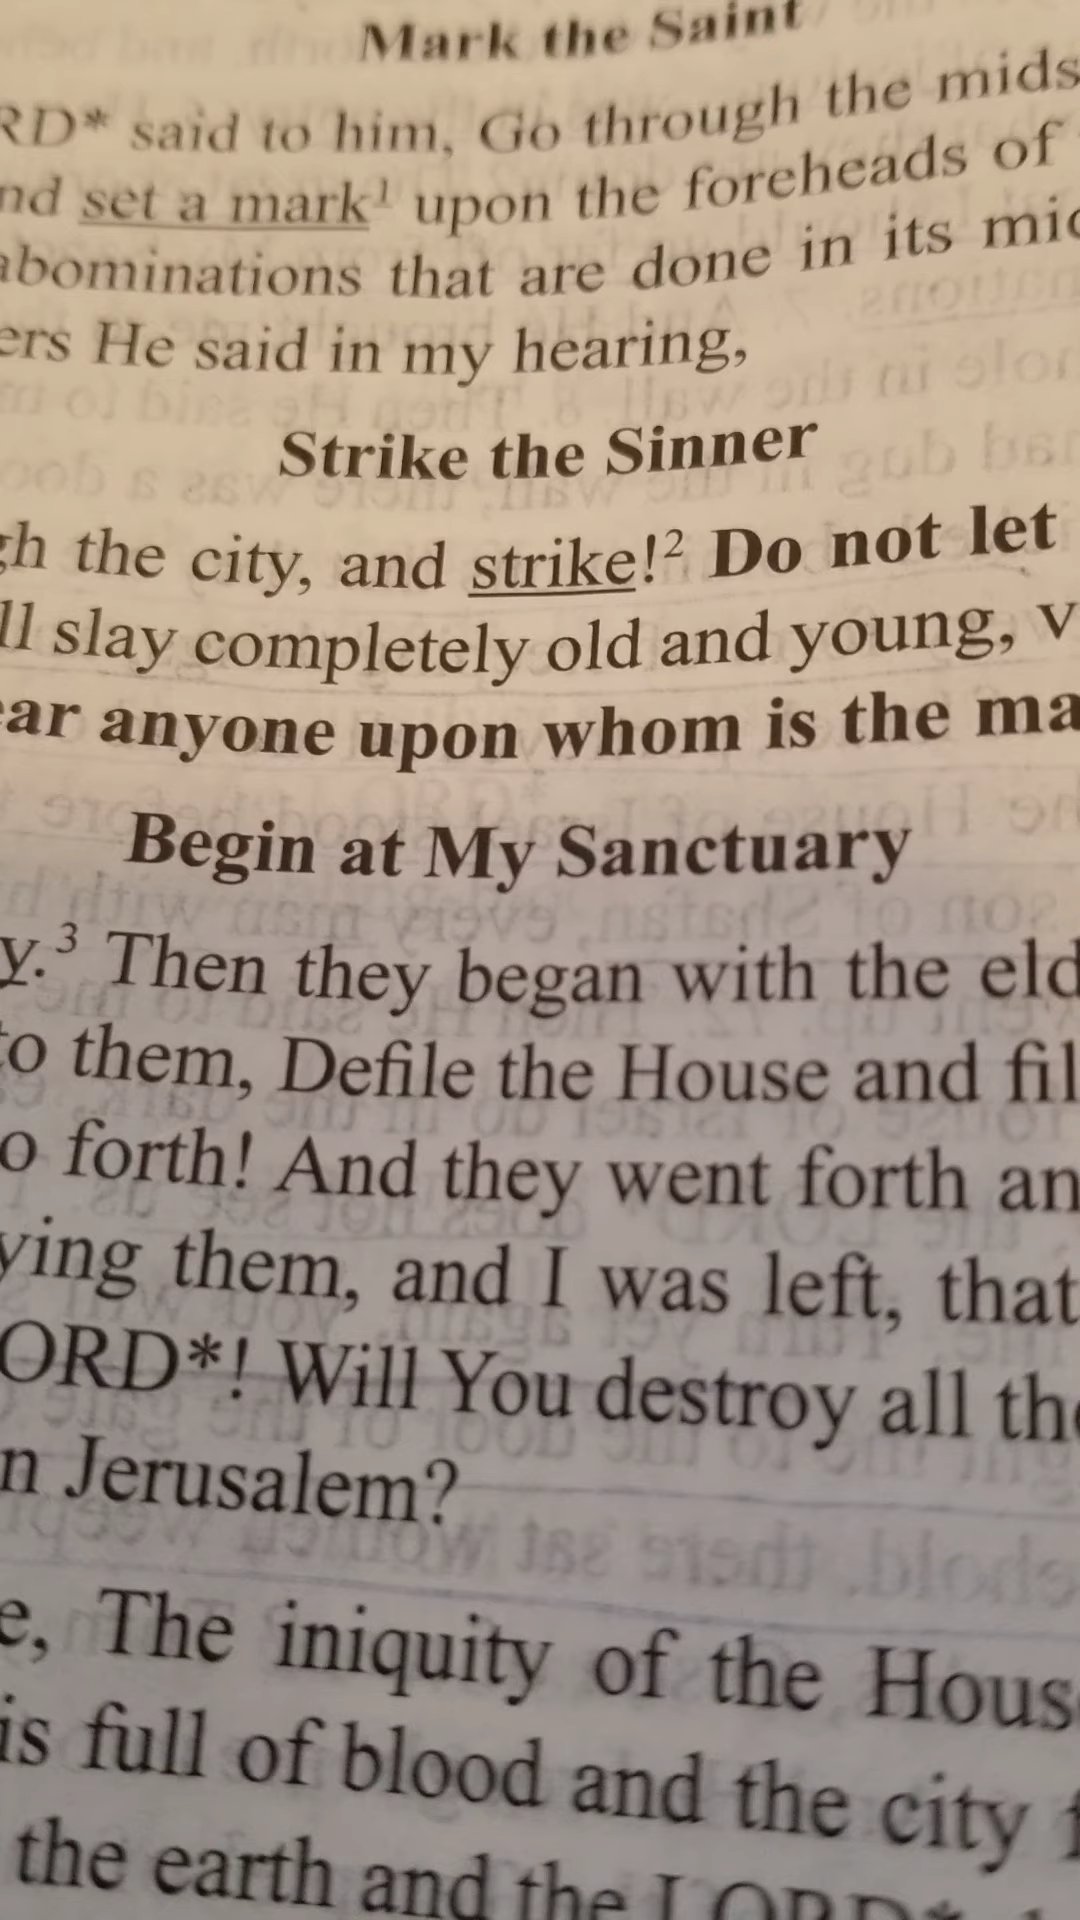 Mark the Saint
RD* said to him, Go through the mids
nd set a mark¹ upon the foreheads of
abominations that are done in its mid
ers He said in my hearing,
Strike the Sinner
gh the city, and strike!² Do not let
ll slay completely old and young, v
ear anyone upon whom is the ma
Begin at My Sanctuary
y.³ Then they began with the eld
to them, Defile the House and fil
o forth! And they went forth an
ying them, and I was left, that
ORD*! Will You destroy all the
n Jerusalem?
e, The iniquity of the Hous
is full of blood and the city f
the earth and the LORD*